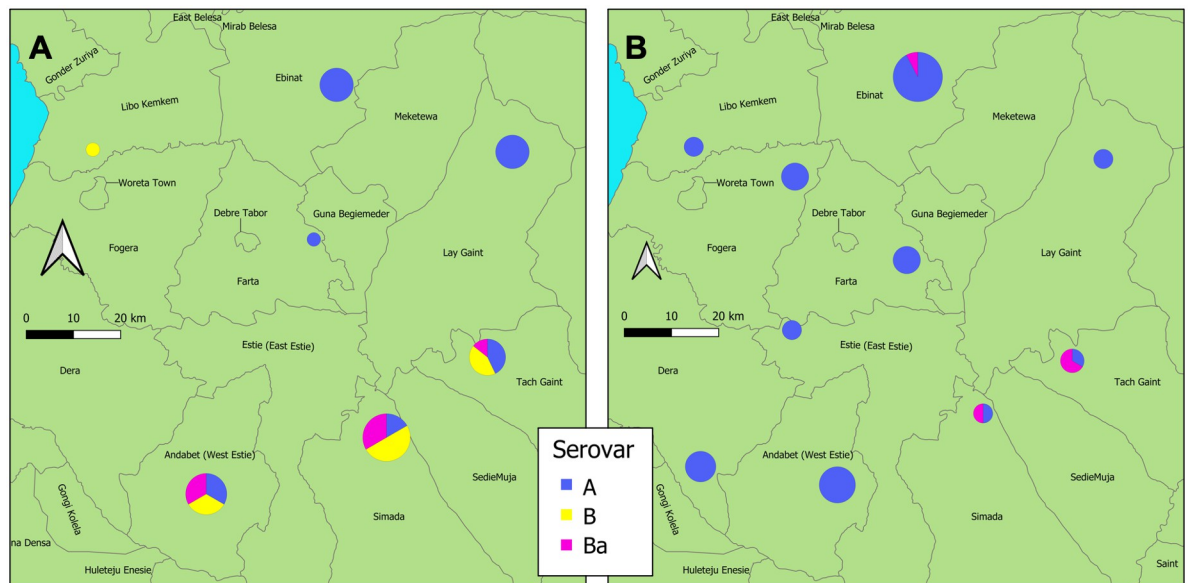 A
East Belesa
Mirab Belesa
Gonder Zuriya
Ebinat
Libo Kemkem
Meketewa
Woreta Town
Debre Tabor
Guna Begiemeder
Fogera
Lay Gaint
Farta
0 10 20 km
Estie (East Estie)
Dera
Tach Gaint
Andabet (West Estie)
SedieMuja
Gongi Kolela
Simada
na Densa
Huleteju Enesie
B
East Belesa
Mirab Belesa
Gonder Zuriya
Ebinat
Libo Kemkem
Meketewa
Woreta Town
Debre Tabor
Guna Begiemeder
Fogera
Lay Gaint
Farta
0 10 20 km
Estie (East Estie)
Dera
Tach Gaint
Andabet (West Estie)
SedieMuja
Gongi Kolela
Simada
Huleteju Enesie
Saint
Serovar
A
B
Ba